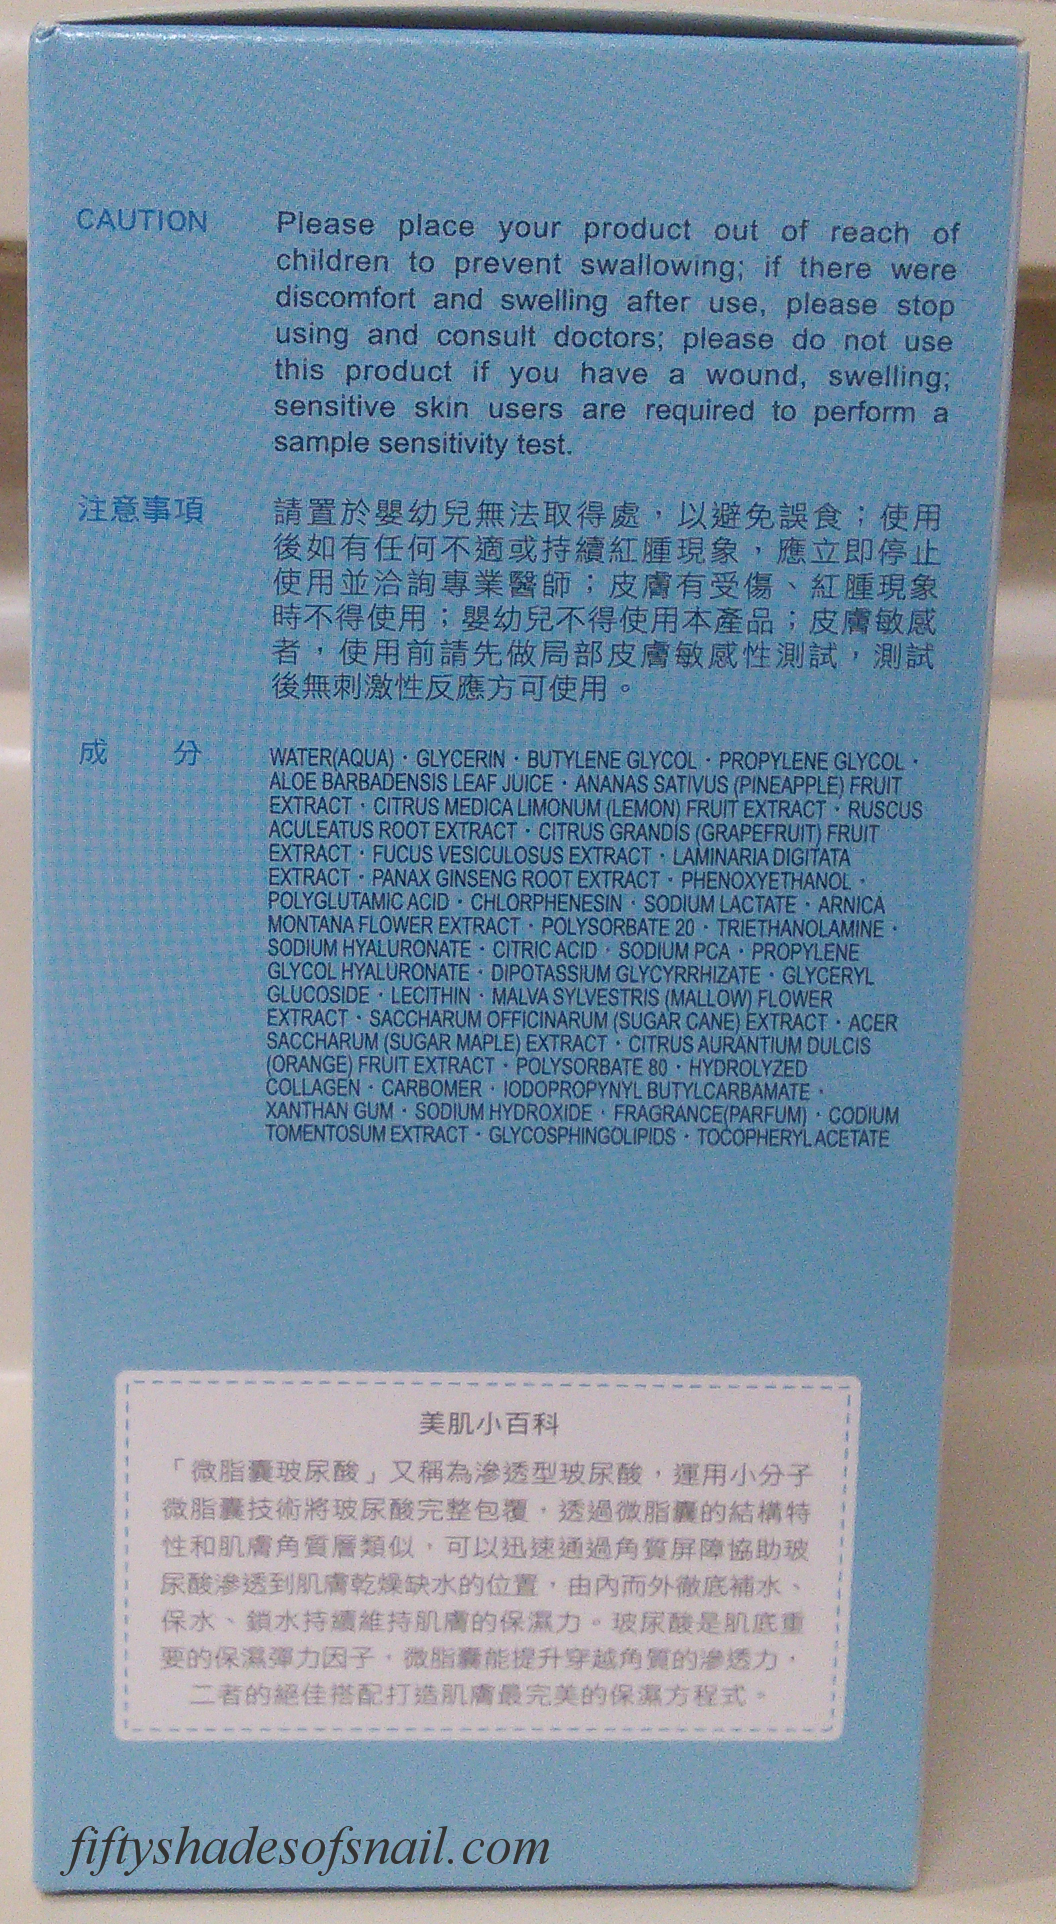 CAUTION
Please place your product out of reach of
children to prevent swallowing; if there were
discomfort and swelling after use, please stop
using and consult doctors; please do not use
this product if you have a wound, swelling;
sensitive skin users are required to perform a
sample sensitivity test.
注意事項
請置於嬰幼兒無法取得處，以避免誤食；使用
後如有任何不適或持續紅腫現象，應立即停止
使用並洽詢專業醫師；皮膚有受傷、紅腫現象
時不得使用；嬰幼兒不得使用本產品；皮膚敏感
者，使用前請先做局部皮膚敏感性測試，測試
後無刺激性反應方可使用。
成 分
WATER(AQUA)．GLYCERIN．BUTYLENE GLYCOL．PROPYLENE GLYCOL．
ALOE BARBADENSIS LEAF JUICE．ANANAS SATIVUS (PINEAPPLE) FRUIT
EXTRACT．CITRUS MEDICA LIMONUM (LEMON) FRUIT EXTRACT．RUSCUS
ACULEATUS ROOT EXTRACT．CITRUS GRANDIS (GRAPEFRUIT) FRUIT
EXTRACT．FUCUS VESICULOSUS EXTRACT．LAMINARIA DIGITATA
EXTRACT．PANAX GINSENG ROOT EXTRACT．PHENOXYETHANOL．
POLYGLUTAMIC ACID．CHLORPHENESIN．SODIUM LACTATE．ARNICA
MONTANA FLOWER EXTRACT．POLYSORBATE 20．TRIETHANOLAMINE．
SODIUM HYALURONATE．CITRIC ACID．SODIUM PCA．PROPYLENE
GLYCOL HYALURONATE．DIPOTASSIUM GLYCYRRHIZATE．GLYCERYL
GLUCOSIDE．LECITHIN．MALVA SYLVESTRIS (MALLOW) FLOWER
EXTRACT．SACCHARUM OFFICINARUM (SUGAR CANE) EXTRACT．ACER
SACCHARUM (SUGAR MAPLE) EXTRACT．CITRUS AURANTIUM DULCIS
(ORANGE) FRUIT EXTRACT．POLYSORBATE 80．HYDROLYZED
COLLAGEN．CARBOMER．IODOPROPYNYL BUTYLCARBAMATE．
XANTHAN GUM．SODIUM HYDROXIDE．FRAGRANCE(PARFUM)．CODIUM
TOMENTOSUM EXTRACT．GLYCOSPHINGOLIPIDS．TOCOPHERYL ACETATE
美肌小百科
「微脂囊玻尿酸」又稱為滲透型玻尿酸，運用小分子
微脂囊技術將玻尿酸完整包覆，透過微脂囊的結構特
性和肌膚角質層類似，可以迅速通過角質屏障協助玻
尿酸滲透到肌膚乾燥缺水的位置，由內而外徹底補水、
保水、鎖水持續維持肌膚的保濕力。玻尿酸是肌底重
要的保濕彈力因子，微脂囊能提升穿越角質的滲透力，
二者的絕佳搭配打造肌膚最完美的保濕方程式。
fiftyshadesofsnail.com